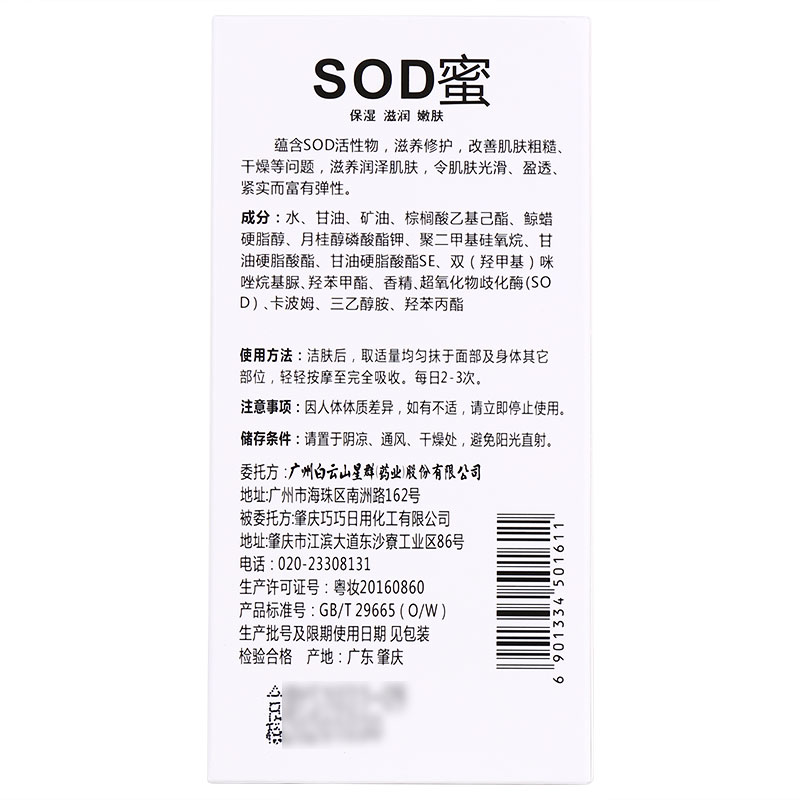 SOD蜜
保湿 滋润 嫩肤
蕴含SOD活性物，滋养修护，改善肌肤粗糙、
干燥等问题，滋养润泽肌肤，令肌肤光滑、盈透、
紧实而富有弹性。
成分：水、甘油、矿油、棕榈酸乙基己酯、鲸蜡
硬脂醇、月桂醇磷酸酯钾、聚二甲基硅氧烷、甘
油硬脂酸酯、甘油硬脂酸酯SE、双（羟甲基）咪
唑烷基脲、羟苯甲酯、香精、超氧化物歧化酶(SO
D)、卡波姆、三乙醇胺、羟苯丙酯
使用方法：洁肤后，取适量均匀抹于面部及身体其它
部位，轻轻按摩至完全吸收。每日2-3次。
注意事项：因人体体质差异，如有不适，请立即停止使用。
储存条件：请置于阴凉、通风、干燥处，避免阳光直射。
委托方：广州白云山星群(药业)股份有限公司
地址:广州市海珠区南洲路162号
被委托方:肇庆巧巧日用化工有限公司
地址:肇庆市江滨大道东沙寮工业区86号
电话：020-23308131
生产许可证号：粤妆20160860
产品标准号：GB/T 29665（O/W）
生产批号及限期使用日期 见包装
检验合格 产地：广东 肇庆
6 901334 501611